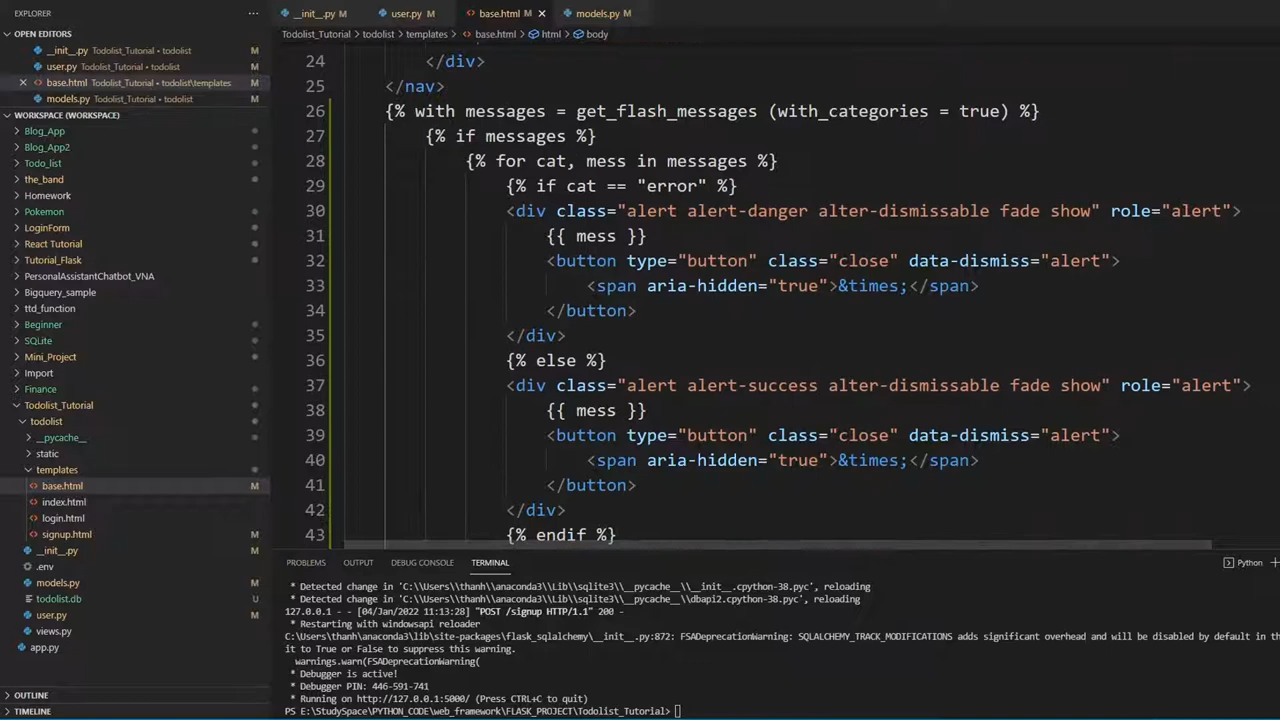 EXPLORER
OPEN EDITORS
__init__.py Todolist_Tutorial • todolist M
user.py Todolist_Tutorial • todolist M
base.html Todolist_Tutorial • todolist\templates M
models.py Todolist_Tutorial • todolist M
WORKSPACE (WORKSPACE)
Blog_App
Blog_App2
Todo_list
the_band
Homework
Pokemon
LoginForm
React Tutorial
Tutorial_Flask
PersonalAssistantChatbot_VNA
Bigquery_sample
ttd_function
Beginner
SQLite
Mini_Project
Import
Finance
Todolist_Tutorial
todolist
__pycache__
static
templates
base.html M
index.html
login.html
signup.html M
__init__.py M
.env
models.py M
todolist.db U
user.py M
views.py M
app.py
OUTLINE
TIMELINE
__init__.py M user.py M base.html M models.py M
Todolist_Tutorial > todolist > templates > base.html > html > body
24 </div>
25 </nav>
26 {% with messages = get_flash_messages (with_categories = true) %}
27 {% if messages %}
28 {% for cat, mess in messages %}
29 {% if cat == "error" %}
30 <div class="alert alert-danger alter-dismissable fade show" role="alert">
31 {{ mess }}
32 <button type="button" class="close" data-dismiss="alert">
33 <span aria-hidden="true">&times;</span>
34 </button>
35 </div>
36 {% else %}
37 <div class="alert alert-success alter-dismissable fade show" role="alert">
38 {{ mess }}
39 <button type="button" class="close" data-dismiss="alert">
40 <span aria-hidden="true">&times;</span>
41 </button>
42 </div>
43 {% endif %}
PROBLEMS OUTPUT DEBUG CONSOLE TERMINAL Python
* Detected change in 'C:\\Users\\thanh\\anaconda3\\Lib\\sqlite3\\__pycache__\\__init__.cpython-38.pyc', reloading
* Detected change in 'C:\\Users\\thanh\\anaconda3\\Lib\\sqlite3\\__pycache__\\dbapi2.cpython-38.pyc', reloading
127.0.0.1 - - [04/Jan/2022 11:13:28] "POST /signup HTTP/1.1" 200 -
* Restarting with windowsapi reloader
C:\Users\thanh\anaconda3\lib\site-packages\flask_sqlalchemy\__init__.py:872: FSADeprecationWarning: SQLALCHEMY_TRACK_MODIFICATIONS adds significant overhead and will be disabled by default in th
it to True or False to suppress this warning.
warnings.warn(FSADeprecationWarning(
* Debugger is active!
* Debugger PIN: 446-591-741
* Running on http://127.0.0.1:5000/ (Press CTRL+C to quit)
PS E:\StudySpace\PYTHON_CODE\web_framework\FLASK_PROJECT\Todolist_Tutorial>